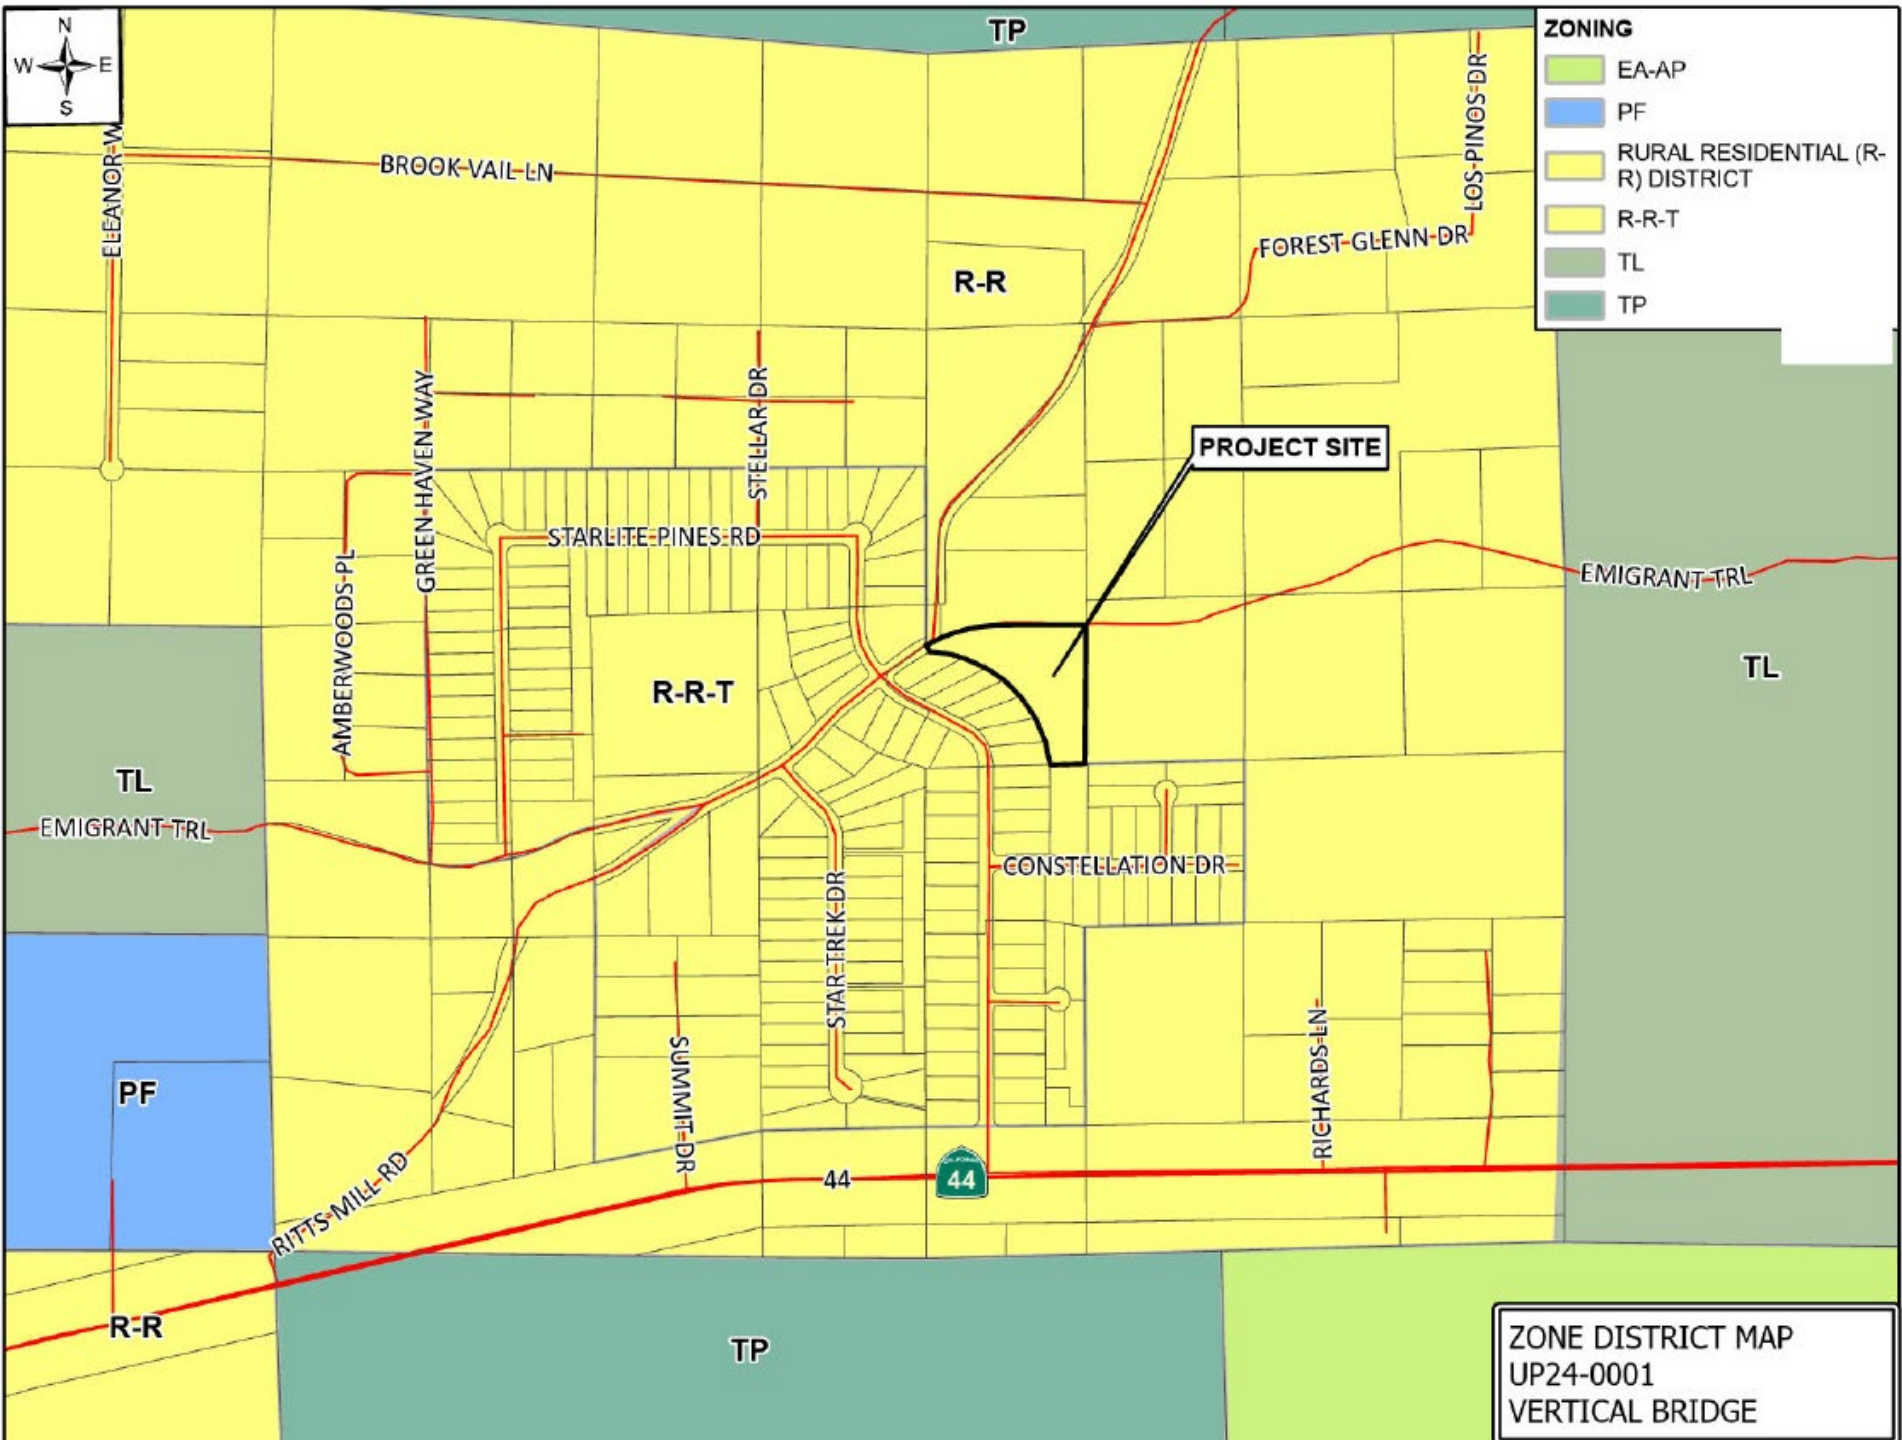 N
W E
S
TP
ZONING
EA-AP
PF
RURAL RESIDENTIAL (R-
R) DISTRICT
R-R-T
TL
TP
ELEANOR W
BROOK VAIL LN
LOS PINOS DR
FOREST GLENN DR
R-R
GREEN HAVEN WAY
STELLAR DR
PROJECT SITE
STARLITE PINES RD
AMBERWOODS PL
EMIGRANT TRL
R-R-T
TL
TL
EMIGRANT TRL
CONSTELLATION DR
STAR TREK DR
PF
SUMMIT DR
RICHARDS LN
RITTS MILL RD
44
44
R-R
TP
ZONE DISTRICT MAP
UP24-0001
VERTICAL BRIDGE